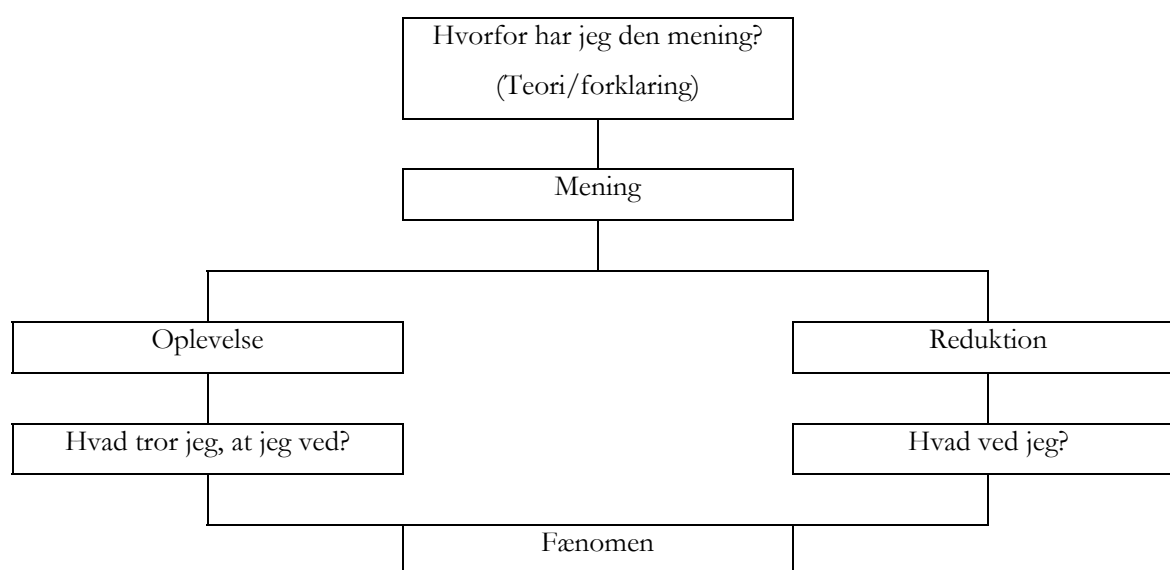 Hvorfor har jeg den mening?
(Teori/forklaring)
Mening
Oplevelse
Reduktion
Hvad tror jeg, at jeg ved?
Hvad ved jeg?
Fænomen